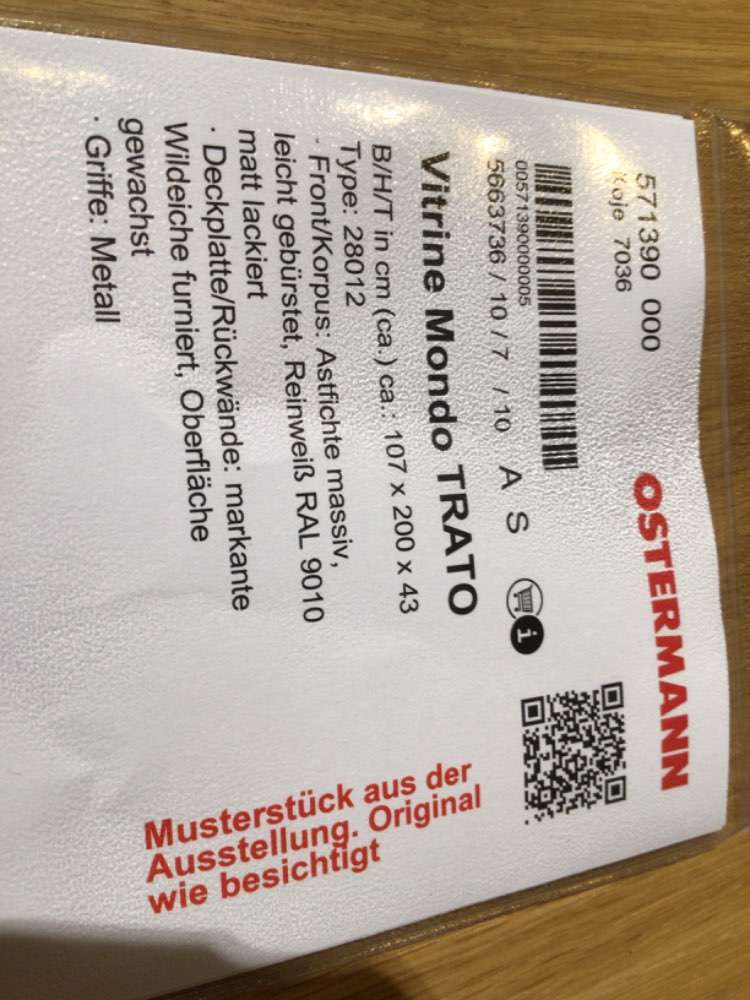 571390 000
Koje 7036
OSTERMANN
00571390000005
5663736 / 10 / 7 / 10 A S
i
Vitrine Mondo TRATO
B/H/T in cm (ca.) ca.: 107 x 200 x 43
Type: 28012
· Front/Korpus: Astfichte massiv,
leicht gebürstet, Reinweiß RAL 9010
matt lackiert
· Deckplatte/Rückwände: markante
Wildeiche furniert, Oberfläche
gewachst
· Griffe: Metall
Musterstück aus der
Ausstellung. Original
wie besichtigt